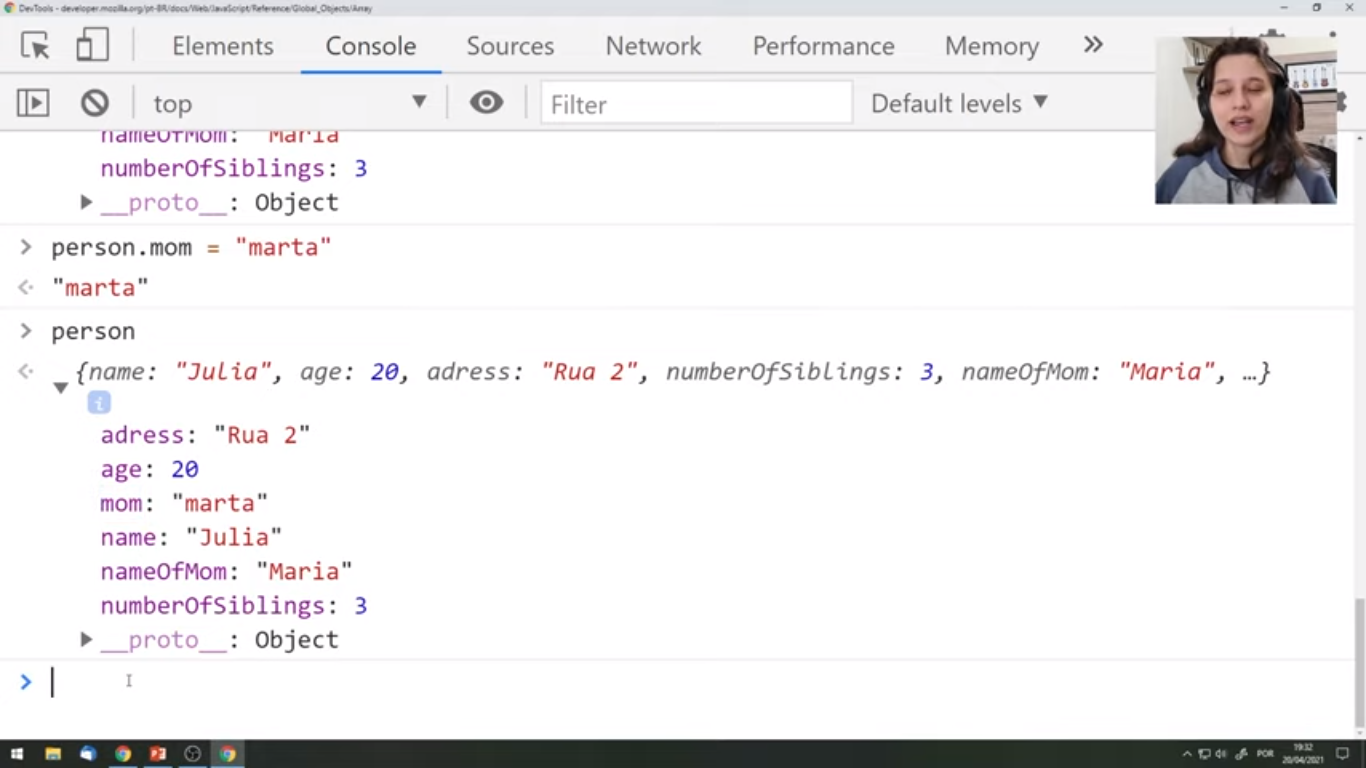 DevTools - developer.mozilla.org/pt-BR/docs/Web/JavaScript/Reference/Global_Objects/Array
Elements Console Sources Network Performance Memory »
top ▼ Filter Default levels ▼
nameOfMom: "Maria"
numberOfSiblings: 3
▶ __proto__: Object
> person.mom = "marta"
"marta"
> person
{name: "Julia", age: 20, adress: "Rua 2", numberOfSiblings: 3, nameOfMom: "Maria", …}
i
adress: "Rua 2"
age: 20
mom: "marta"
name: "Julia"
nameOfMom: "Maria"
numberOfSiblings: 3
▶ __proto__: Object
>
POR
19:32
20/04/2021